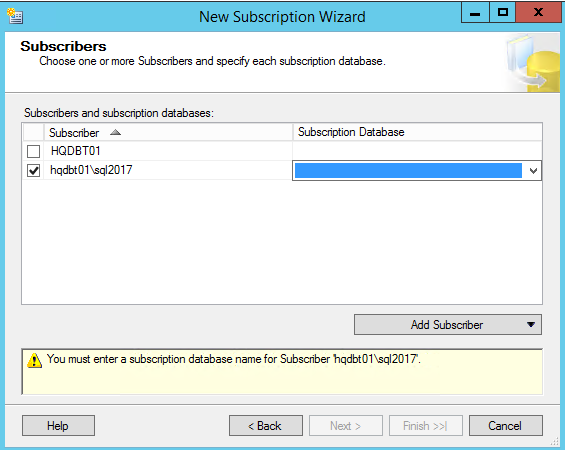 New Subscription Wizard
Subscribers
Choose one or more Subscribers and specify each subscription database.
Subscribers and subscription databases:
Subscriber Subscription Database
HQDBT01
hqdbt01\sql2017
Add Subscriber
You must enter a subscription database name for Subscriber 'hqdbt01\sql2017'.
Help < Back Next > Finish >>| Cancel